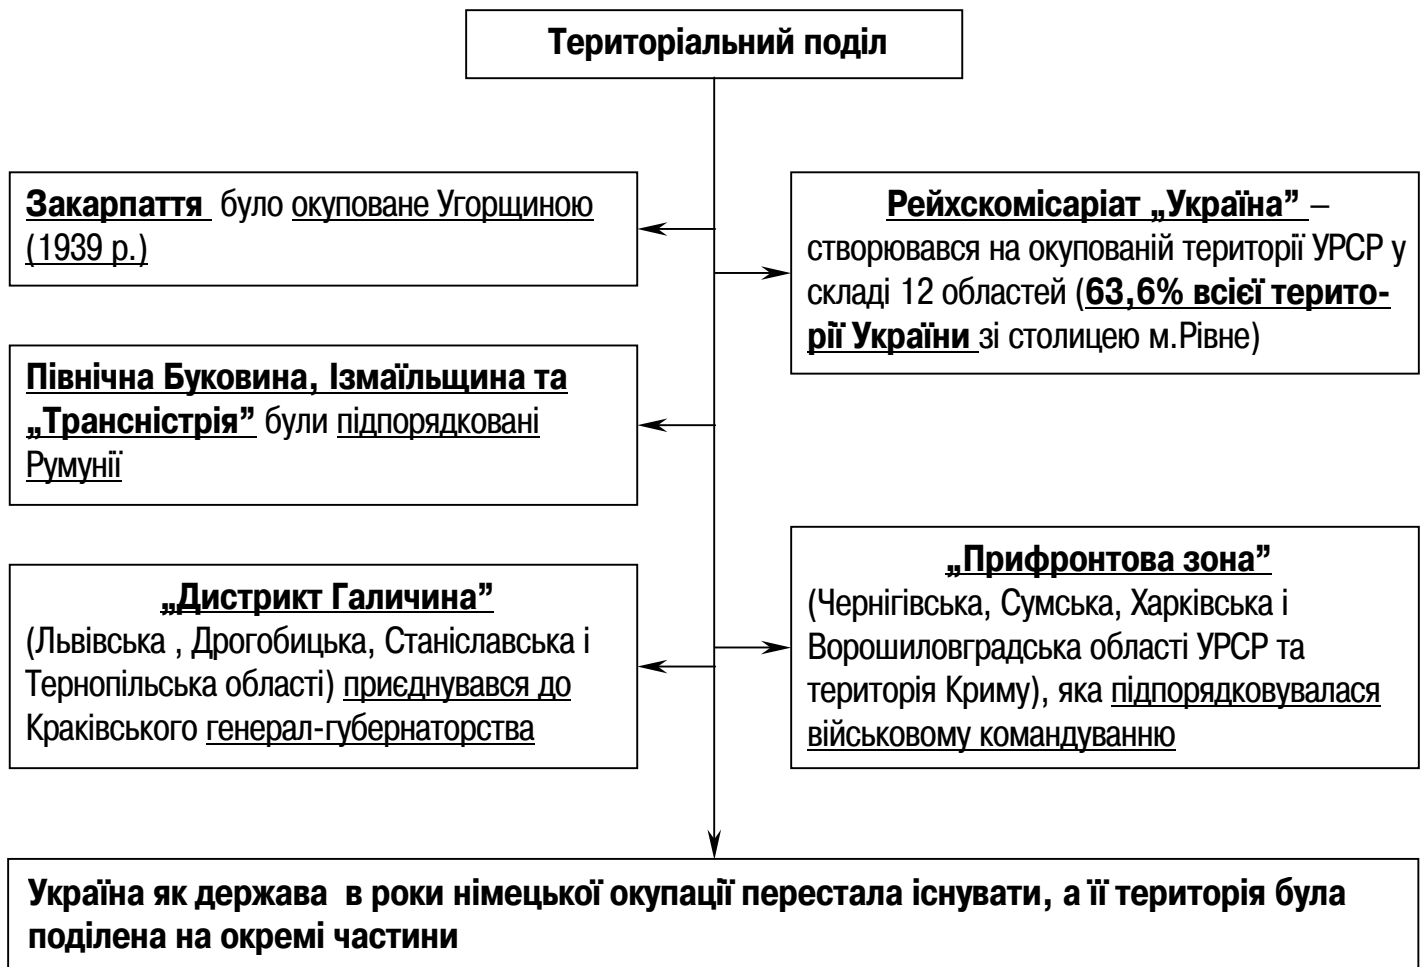 Територіальний поділ
Закарпаття було окуповане Угорщиною
(1939 р.)
Рейхскомісаріат „Україна” –
створювався на окупованій території УРСР у
складі 12 областей (63,6% всієї терито-
рії України зі столицею м.Рівне)
Північна Буковина, Ізмаїльщина та
„Трансністрія” були підпорядковані
Румунії
„Дистрикт Галичина”
(Львівська , Дрогобицька, Станіславська і
Тернопільська області) приєднувався до
Краківського генерал-губернаторства
„Прифронтова зона”
(Чернігівська, Сумська, Харківська і
Ворошиловградська області УРСР та
територія Криму), яка підпорядковувалася
військовому командуванню
Україна як держава в роки німецької окупації перестала існувати, а її територія була
поділена на окремі частини